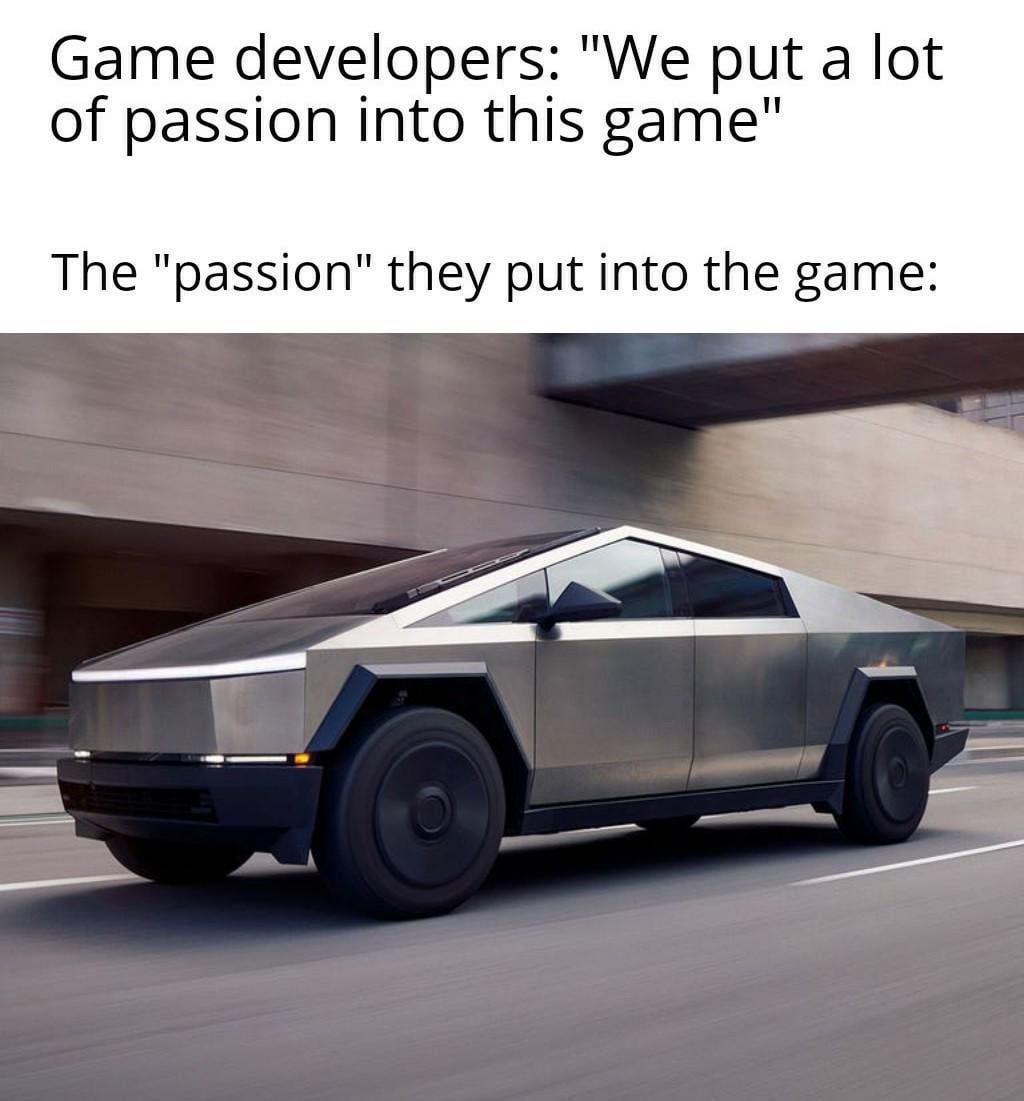 Game developers: "We put a lot
of passion into this game"
The "passion" they put into the game: